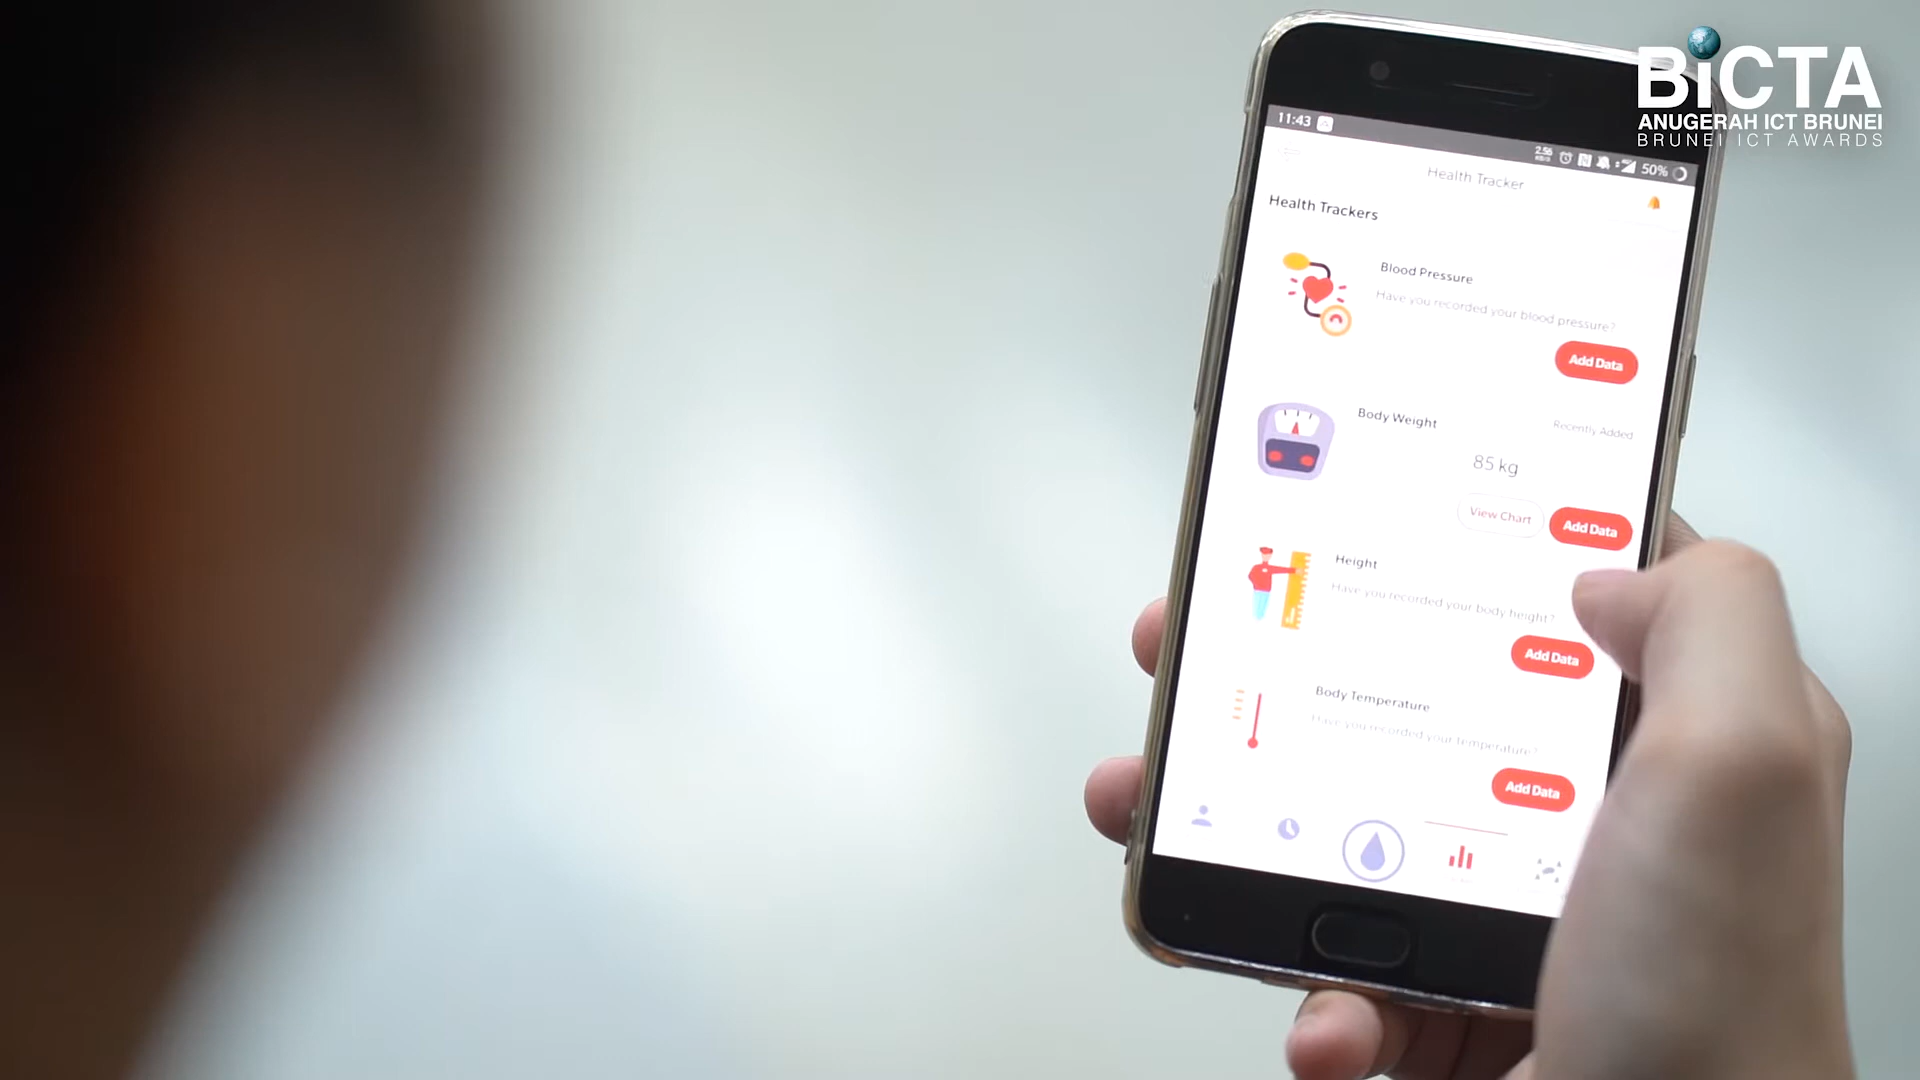 BiCTA
ANUGERAH ICT BRUNEI
BRUNEI ICT AWARDS
11:43
2.56
50%
Health Tracker
Health Trackers
Blood Pressure
Have you recorded your blood pressure?
Add Data
Body Weight
Recently Added
85 kg
View Chart
Add Data
Height
Have you recorded your body height?
Add Data
Body Temperature
Have you recorded your temperature?
Add Data